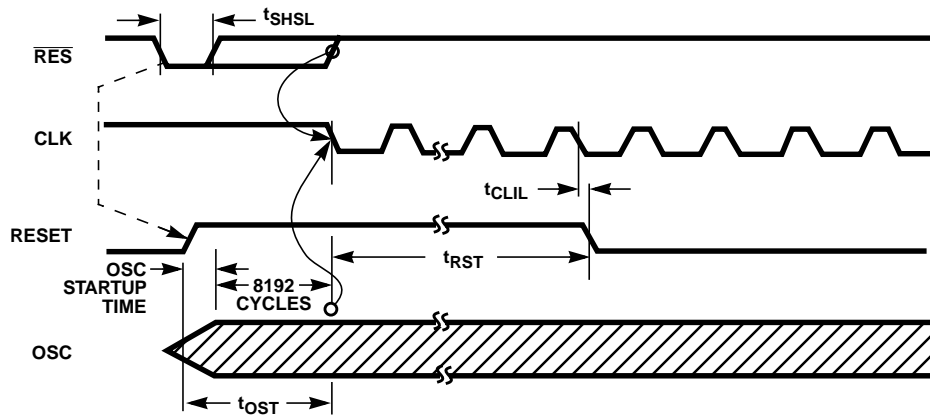 tSHSL
RES
CLK
tCLIL
RESET
tRST
OSC
STARTUP
TIME
8192
CYCLES
OSC
tOST